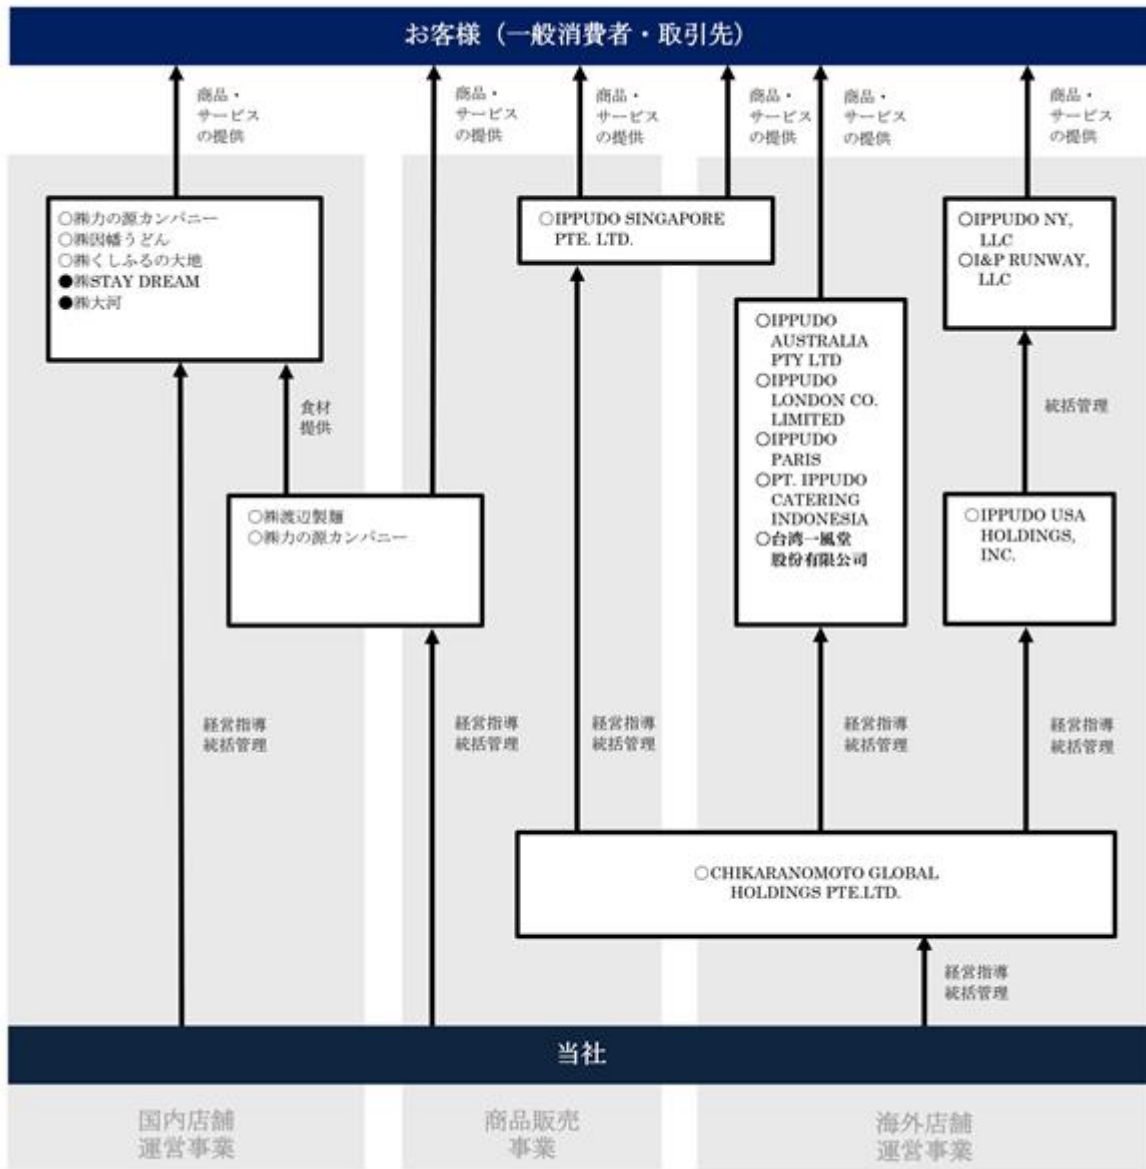 お客様（一般消費者・取引先）
商品・
サービス
の提供
商品・
サービス
の提供
商品・
サービス
の提供
商品・
サービス
の提供
商品・
サービス
の提供
商品・
サービス
の提供
○㈱力の源カンパニー
○㈱因幡うどん
○㈱くしふるの大地
●㈱STAY DREAM
●㈱大河
○IPPUDO SINGAPORE
PTE. LTD.
○IPPUDO NY,
LLC
○I&P RUNWAY,
LLC
○IPPUDO
AUSTRALIA
PTY LTD
○IPPUDO
LONDON CO.
LIMITED
○IPPUDO
PARIS
○PT. IPPUDO
CATERING
INDONESIA
○台湾一風堂
股份有限公司
食材
提供
統括管理
○㈱渡辺製麺
○㈱力の源カンパニー
○IPPUDO USA
HOLDINGS,
INC.
経営指導
統括管理
経営指導
統括管理
経営指導
統括管理
経営指導
統括管理
経営指導
統括管理
○CHIKARANOMOTO GLOBAL
HOLDINGS PTE.LTD.
経営指導
統括管理
当社
国内店舗
運営事業
商品販売
事業
海外店舗
運営事業